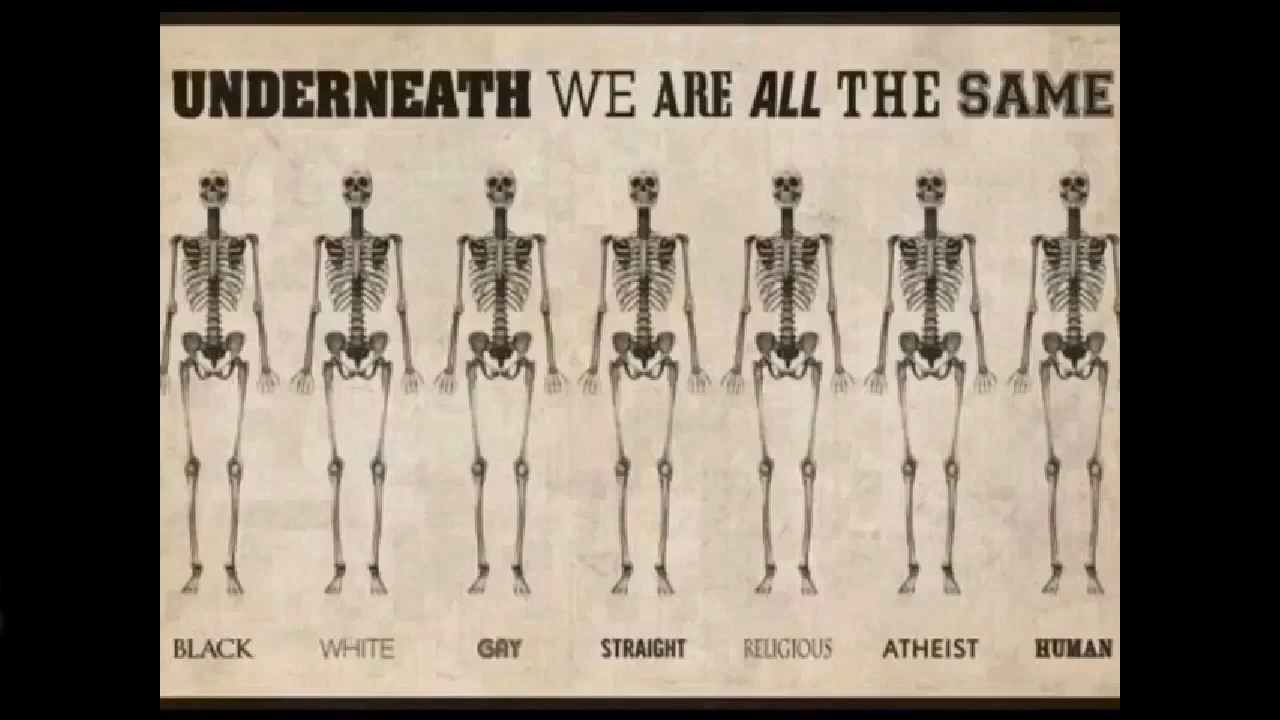 UNDERNEATH WE ARE ALL THE SAME
BLACK WHITE GAY STRAIGHT RELIGIOUS ATHEIST HUMAN